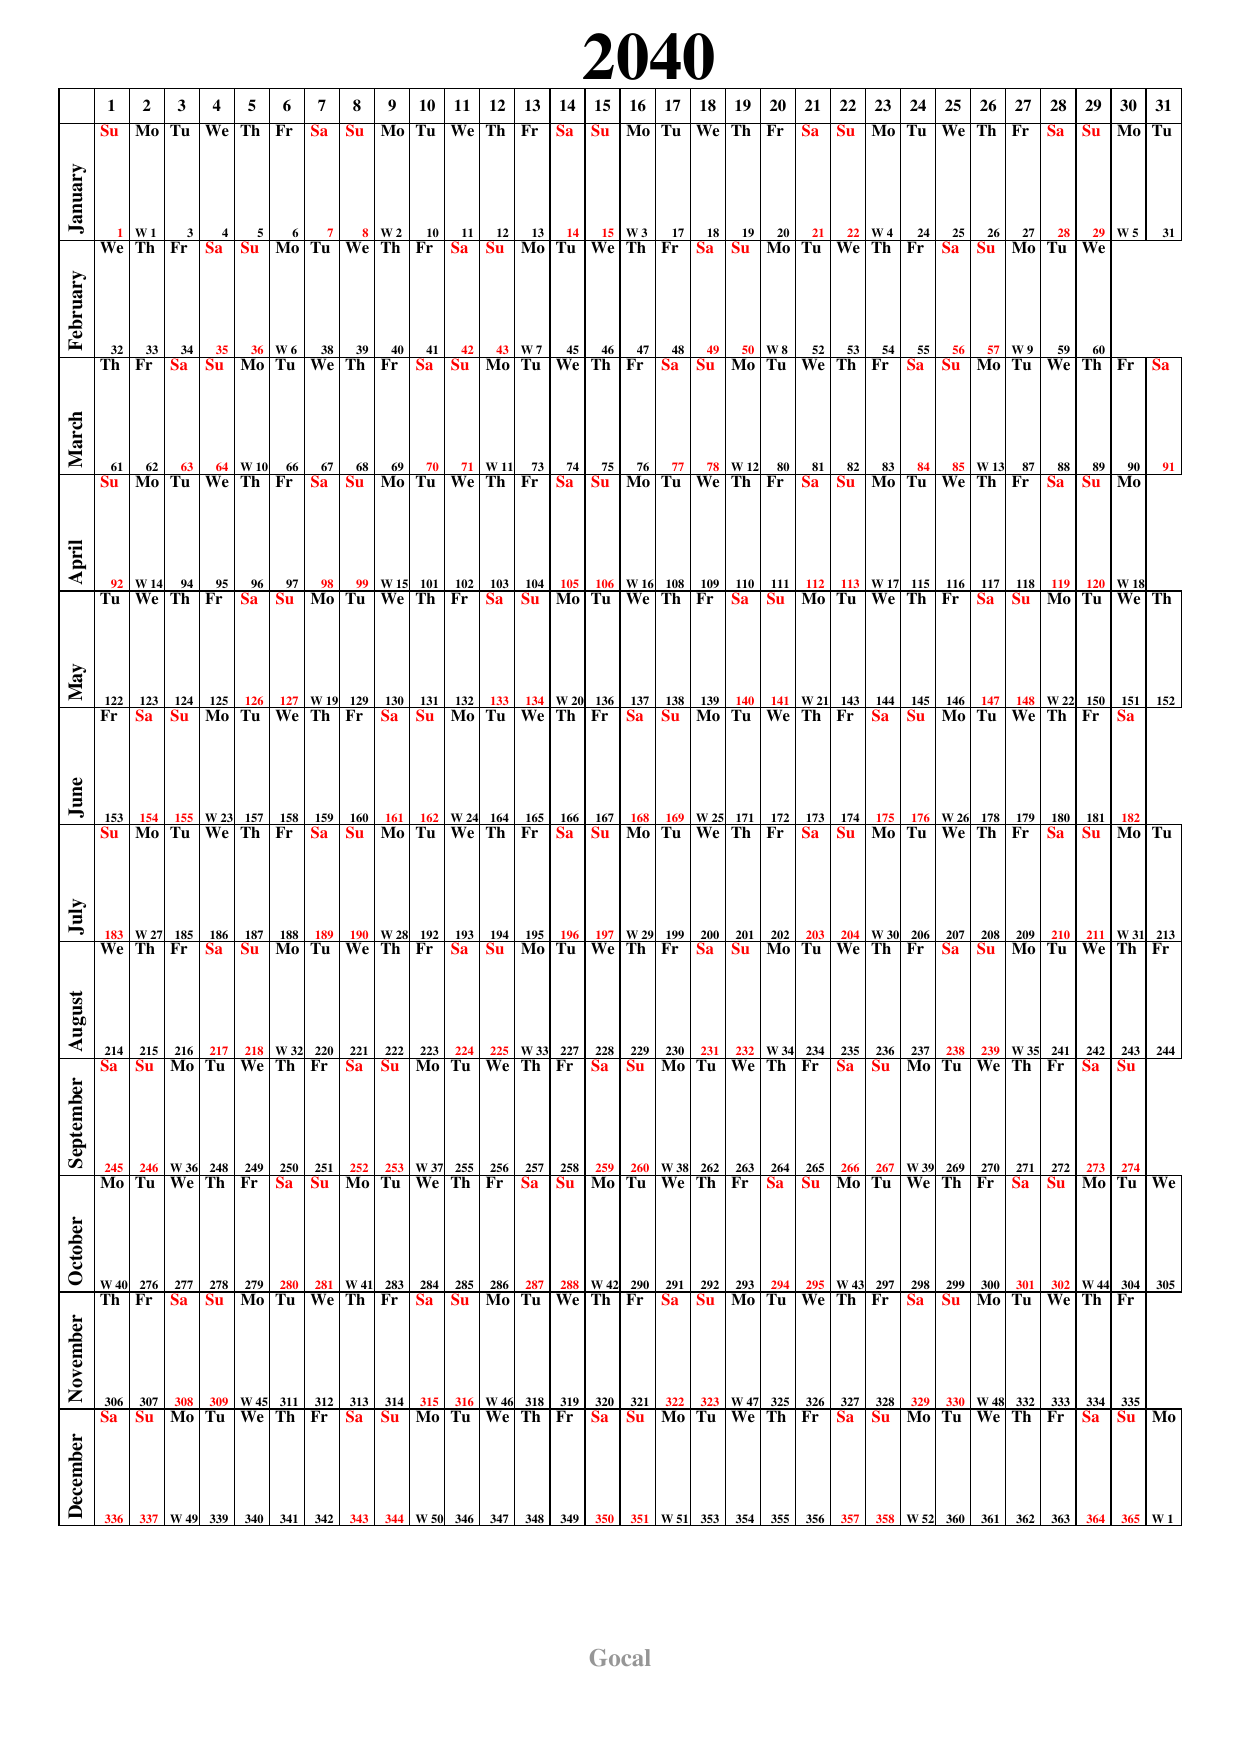 2040
1 2 3 4 5 6 7 8 9 10 11 12 13 14 15 16 17 18 19 20 21 22 23 24 25 26 27 28 29 30 31
Su Mo Tu We Th Fr Sa Su Mo Tu We Th Fr Sa Su Mo Tu We Th Fr Sa Su Mo Tu We Th Fr Sa Su Mo Tu
January
1 W 1 3 4 5 6 7 8 W 2 10 11 12 13 14 15 W 3 17 18 19 20 21 22 W 4 24 25 26 27 28 29 W 5 31
We Th Fr Sa Su Mo Tu We Th Fr Sa Su Mo Tu We Th Fr Sa Su Mo Tu We Th Fr Sa Su Mo Tu We
February
32 33 34 35 36 W 6 38 39 40 41 42 43 W 7 45 46 47 48 49 50 W 8 52 53 54 55 56 57 W 9 59 60
Th Fr Sa Su Mo Tu We Th Fr Sa Su Mo Tu We Th Fr Sa Su Mo Tu We Th Fr Sa Su Mo Tu We Th Fr Sa
March
61 62 63 64 W 10 66 67 68 69 70 71 W 11 73 74 75 76 77 78 W 12 80 81 82 83 84 85 W 13 87 88 89 90 91
Su Mo Tu We Th Fr Sa Su Mo Tu We Th Fr Sa Su Mo Tu We Th Fr Sa Su Mo Tu We Th Fr Sa Su Mo
April
92 W 14 94 95 96 97 98 99 W 15 101 102 103 104 105 106 W 16 108 109 110 111 112 113 W 17 115 116 117 118 119 120 W 18
Tu We Th Fr Sa Su Mo Tu We Th Fr Sa Su Mo Tu We Th Fr Sa Su Mo Tu We Th Fr Sa Su Mo Tu We Th
May
122 123 124 125 126 127 W 19 129 130 131 132 133 134 W 20 136 137 138 139 140 141 W 21 143 144 145 146 147 148 W 22 150 151 152
Fr Sa Su Mo Tu We Th Fr Sa Su Mo Tu We Th Fr Sa Su Mo Tu We Th Fr Sa Su Mo Tu We Th Fr Sa
June
153 154 155 W 23 157 158 159 160 161 162 W 24 164 165 166 167 168 169 W 25 171 172 173 174 175 176 W 26 178 179 180 181 182
Su Mo Tu We Th Fr Sa Su Mo Tu We Th Fr Sa Su Mo Tu We Th Fr Sa Su Mo Tu We Th Fr Sa Su Mo Tu
July
183 W 27 185 186 187 188 189 190 W 28 192 193 194 195 196 197 W 29 199 200 201 202 203 204 W 30 206 207 208 209 210 211 W 31 213
We Th Fr Sa Su Mo Tu We Th Fr Sa Su Mo Tu We Th Fr Sa Su Mo Tu We Th Fr Sa Su Mo Tu We Th Fr
August
214 215 216 217 218 W 32 220 221 222 223 224 225 W 33 227 228 229 230 231 232 W 34 234 235 236 237 238 239 W 35 241 242 243 244
Sa Su Mo Tu We Th Fr Sa Su Mo Tu We Th Fr Sa Su Mo Tu We Th Fr Sa Su Mo Tu We Th Fr Sa Su
September
245 246 W 36 248 249 250 251 252 253 W 37 255 256 257 258 259 260 W 38 262 263 264 265 266 267 W 39 269 270 271 272 273 274
Mo Tu We Th Fr Sa Su Mo Tu We Th Fr Sa Su Mo Tu We Th Fr Sa Su Mo Tu We Th Fr Sa Su Mo Tu We
October
W 40 276 277 278 279 280 281 W 41 283 284 285 286 287 288 W 42 290 291 292 293 294 295 W 43 297 298 299 300 301 302 W 44 304 305
Th Fr Sa Su Mo Tu We Th Fr Sa Su Mo Tu We Th Fr Sa Su Mo Tu We Th Fr Sa Su Mo Tu We Th Fr
November
306 307 308 309 W 45 311 312 313 314 315 316 W 46 318 319 320 321 322 323 W 47 325 326 327 328 329 330 W 48 332 333 334 335
Sa Su Mo Tu We Th Fr Sa Su Mo Tu We Th Fr Sa Su Mo Tu We Th Fr Sa Su Mo Tu We Th Fr Sa Su Mo
December
336 337 W 49 339 340 341 342 343 344 W 50 346 347 348 349 350 351 W 51 353 354 355 356 357 358 W 52 360 361 362 363 364 365 W 1
Gocal